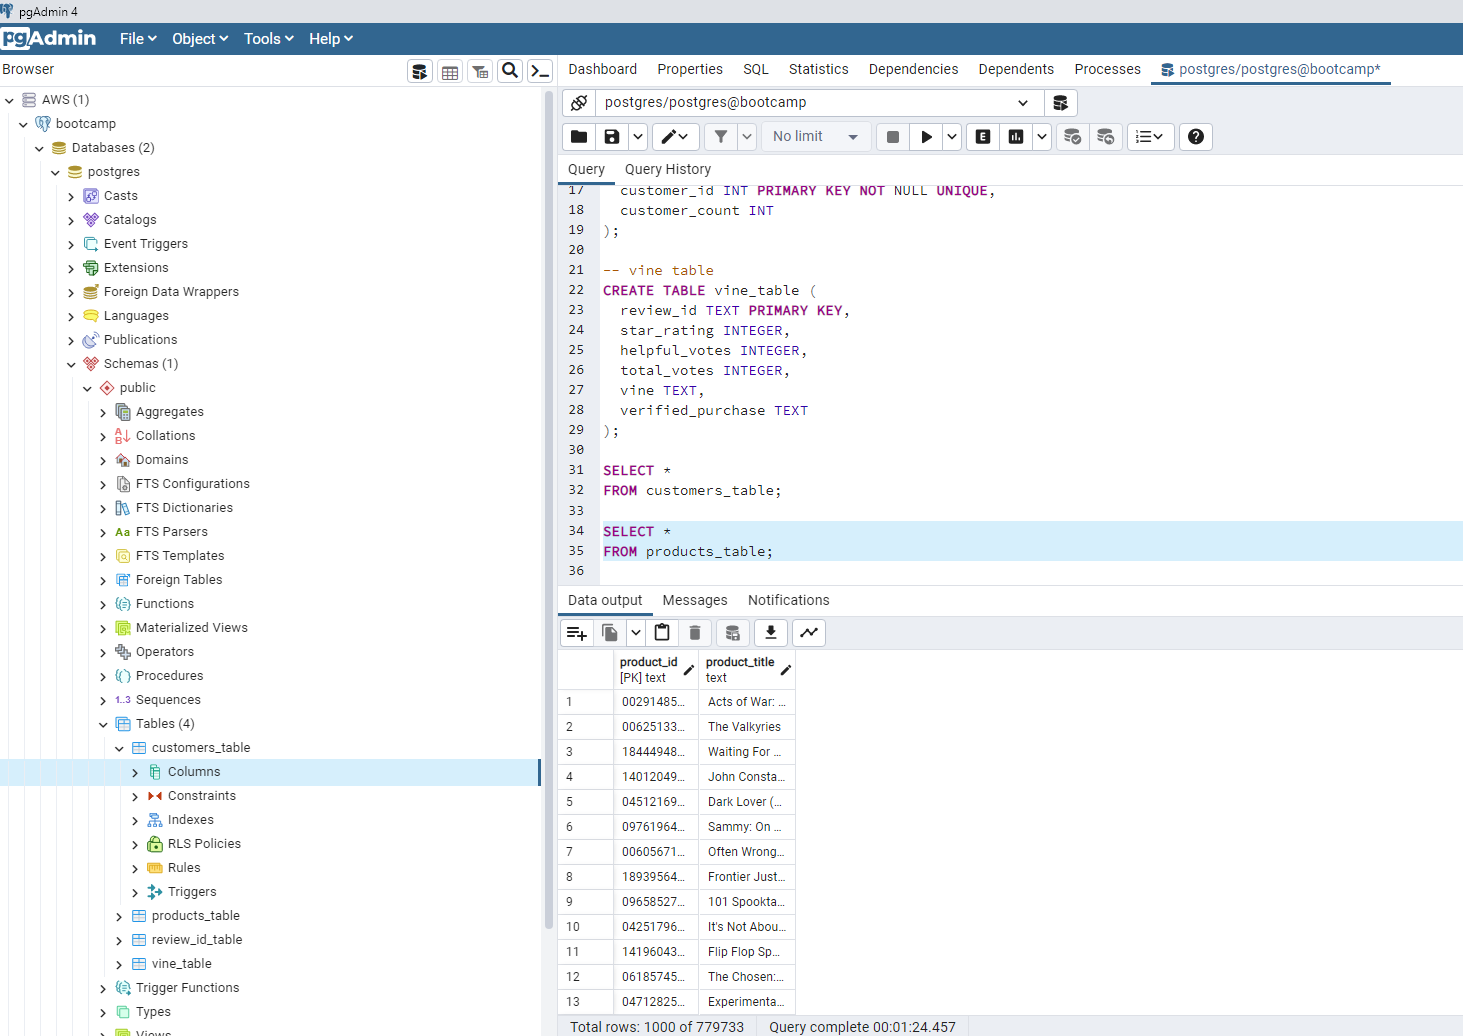 pgAdmin 4
pgAdmin File Object Tools Help
Browser
Dashboard Properties SQL Statistics Dependencies Dependents Processes postgres/postgres@bootcamp*
postgres/postgres@bootcamp
No limit
Query Query History
AWS (1)
bootcamp
Databases (2)
postgres
Casts
Catalogs
Event Triggers
Extensions
Foreign Data Wrappers
Languages
Publications
Schemas (1)
public
Aggregates
Collations
Domains
FTS Configurations
FTS Dictionaries
Aa FTS Parsers
FTS Templates
Foreign Tables
Functions
Materialized Views
Operators
Procedures
1..3 Sequences
Tables (4)
customers_table
Columns
Constraints
Indexes
RLS Policies
Rules
Triggers
products_table
review_id_table
vine_table
Trigger Functions
Types
Views
17 customer_id INT PRIMARY KEY NOT NULL UNIQUE,
18 customer_count INT
19 );
20
21 -- vine table
22 CREATE TABLE vine_table (
23 review_id TEXT PRIMARY KEY,
24 star_rating INTEGER,
25 helpful_votes INTEGER,
26 total_votes INTEGER,
27 vine TEXT,
28 verified_purchase TEXT
29 );
30
31 SELECT *
32 FROM customers_table;
33
34 SELECT *
35 FROM products_table;
36
Data output Messages Notifications
product_id product_title
[PK] text text
1 00291485... Acts of War: ...
2 00625133... The Valkyries
3 18444948... Waiting For ...
4 14012049... John Consta...
5 04512169... Dark Lover (...
6 09761964... Sammy: On ...
7 00605671... Often Wrong...
8 18939564... Frontier Just...
9 09658527... 101 Spookta...
10 04251796... It's Not Abou...
11 14196043... Flip Flop Sp...
12 06185745... The Chosen:...
13 04712825... Experimenta...
Total rows: 1000 of 779733 Query complete 00:01:24.457